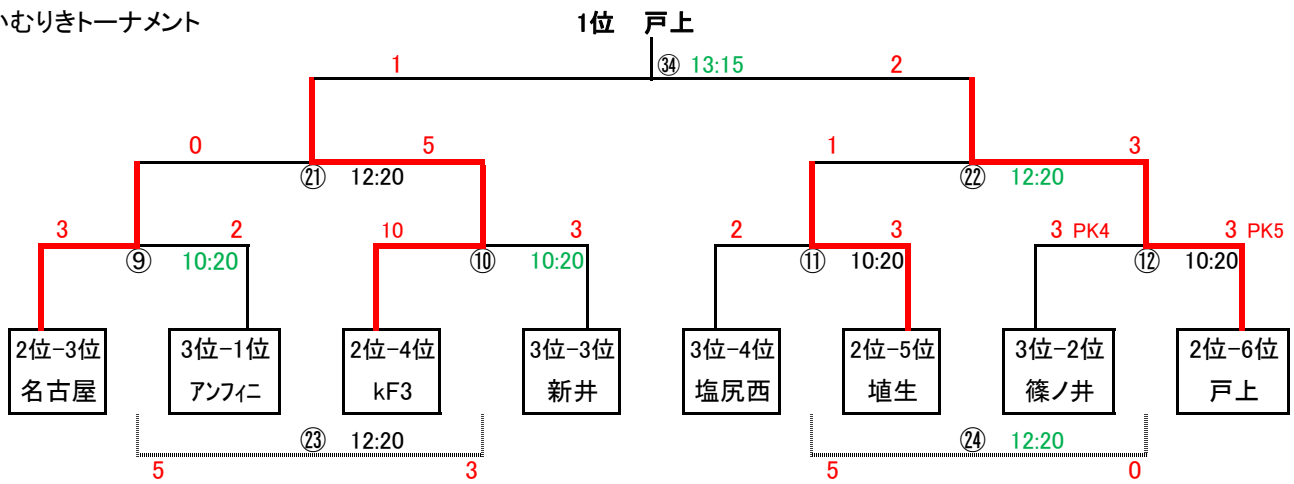 いむりきトーナメント
1位 戸上
1 ㉞ 13:15 2
0 5 1 3
㉑ 12:20 ㉒ 12:20
3 2 10 3 2 3 3 PK4 3 PK5
⑨ 10:20 ⑩ 10:20 ⑪ 10:20 ⑫ 10:20
2位-3位 3位-1位 2位-4位 3位-3位 3位-4位 2位-5位 3位-2位 2位-6位
名古屋 アンフィニ kF3 新井 塩尻西 埴生 篠ノ井 戸上
㉓ 12:20 ㉔ 12:20
5 3 5 0